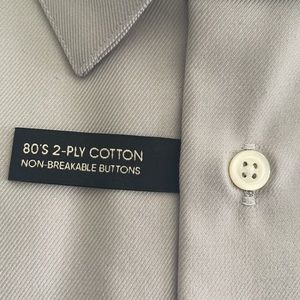 80'S 2-PLY COTTON
NON-BREAKABLE BUTTONS